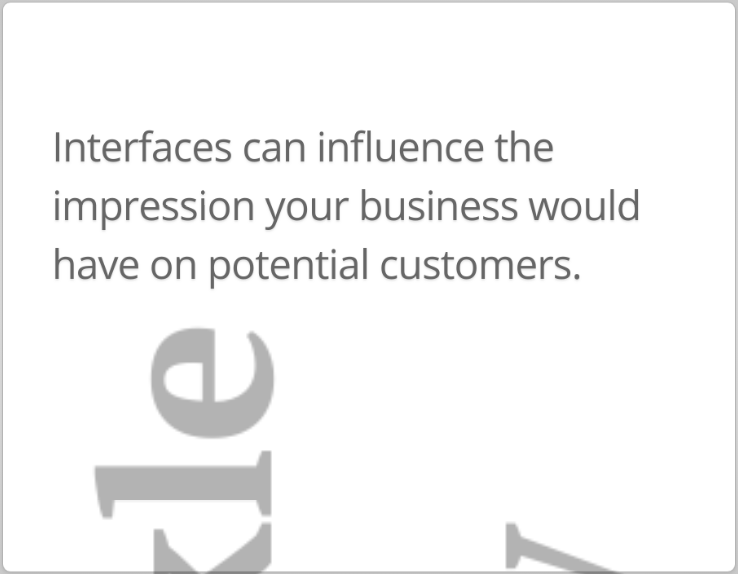 Interfaces can influence the
impression your business would
have on potential customers.